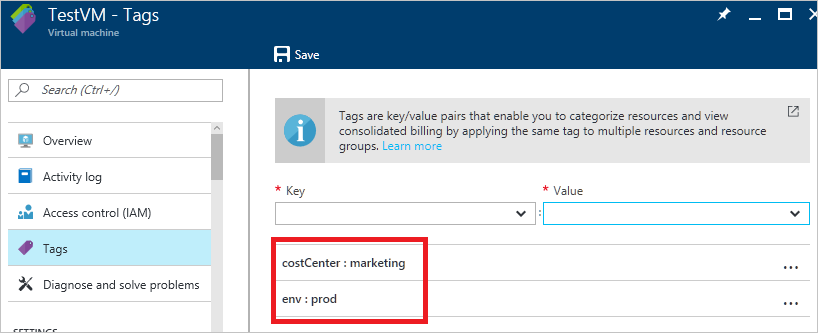 TestVM - Tags
Virtual machine
Save
Search (Ctrl+/)
Overview
Activity log
Access control (IAM)
Tags
Diagnose and solve problems
Tags are key/value pairs that enable you to categorize resources and view
consolidated billing by applying the same tag to multiple resources and resource
groups. Learn more
* Key
* Value
:
costCenter : marketing
...
env : prod
...